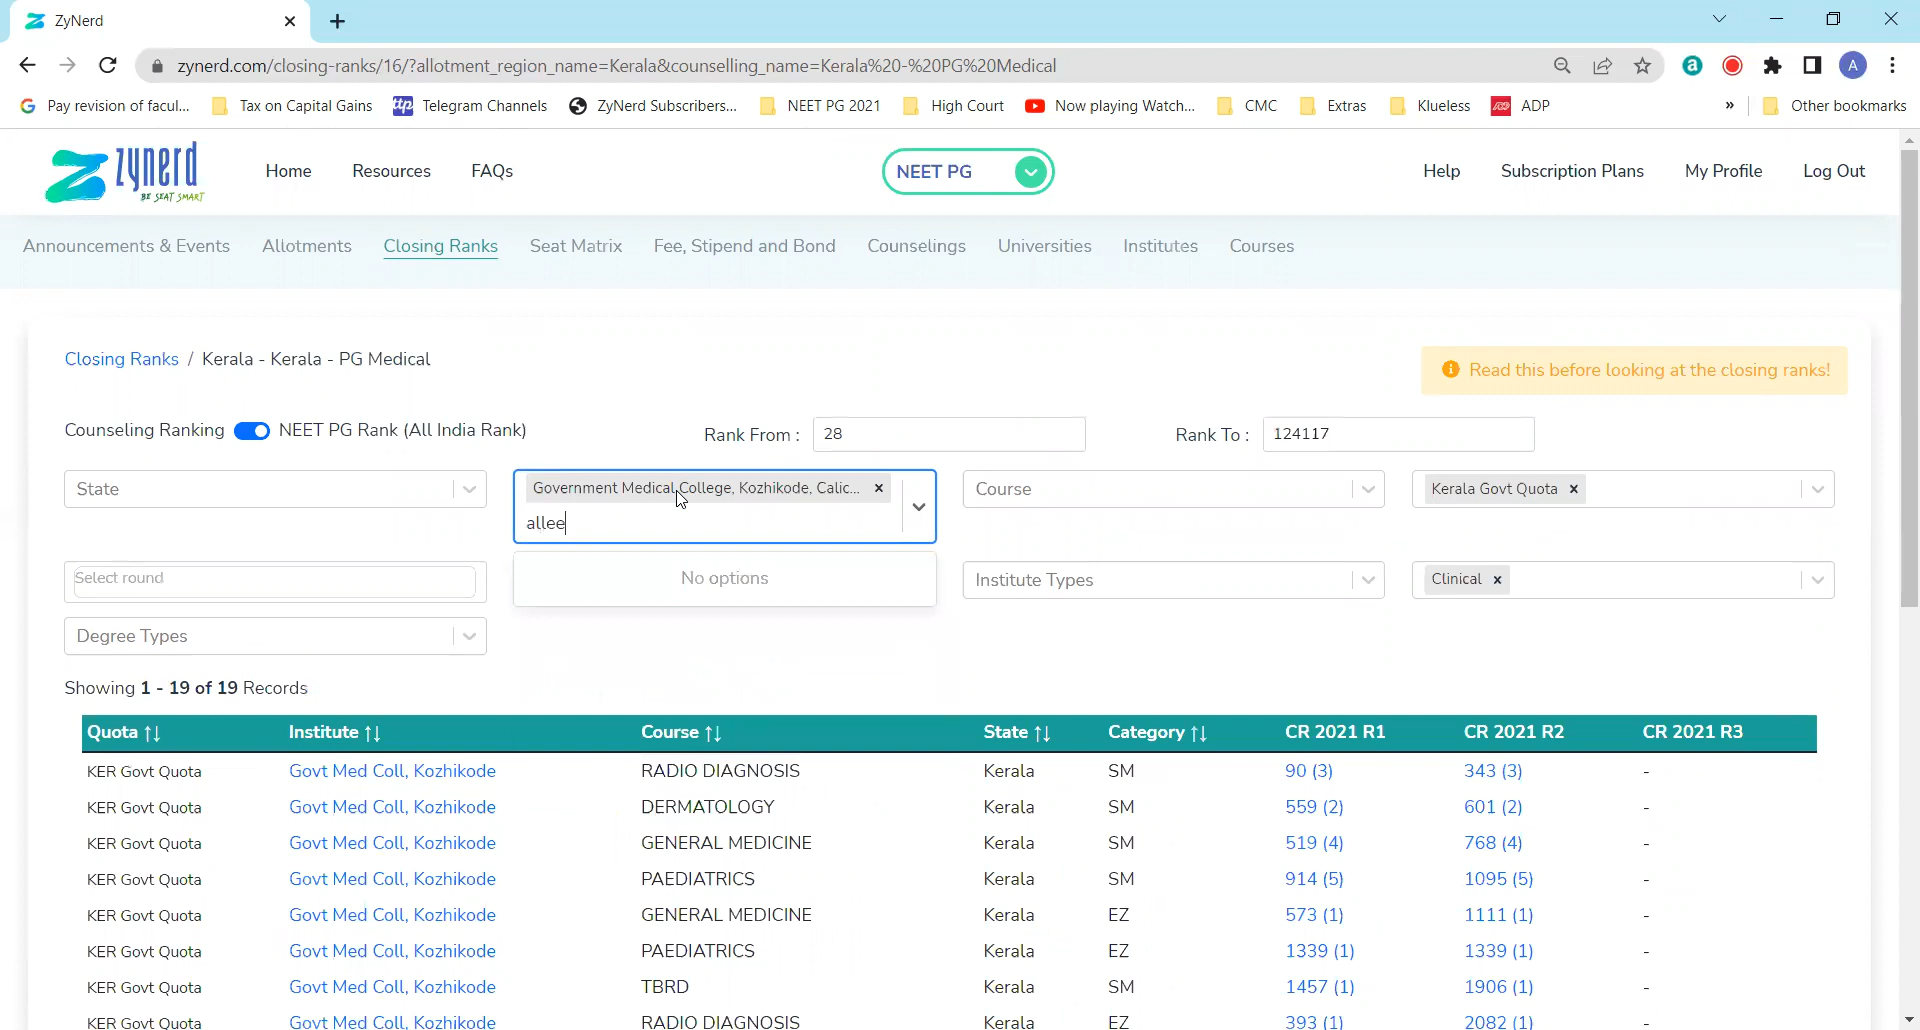 ZyNerd
zynerd.com/closing-ranks/16/?allotment_region_name=Kerala&counselling_name=Kerala%20-%20PG%20Medical
a
A
Pay revision of facul...
Tax on Capital Gains
ttp Telegram Channels
ZyNerd Subscribers...
NEET PG 2021
High Court
Now playing Watch...
CMC
Extras
Klueless
ADP ADP
»
Other bookmarks
zynerd
BE SEAT SMART
Home
Resources
FAQs
NEET PG
Help
Subscription Plans
My Profile
Log Out
Announcements & Events
Allotments
Closing Ranks
Seat Matrix
Fee, Stipend and Bond
Counselings
Universities
Institutes
Courses
Closing Ranks / Kerala - Kerala - PG Medical
Read this before looking at the closing ranks!
Counseling Ranking NEET PG Rank (All India Rank)
Rank From : 28
Rank To : 124117
State
Government Medical College, Kozhikode, Calic... ×
allee
Course
Kerala Govt Quota ×
Select round
No options
Institute Types
Clinical ×
Degree Types
Showing 1 - 19 of 19 Records
Quota ↑↓ Institute ↑↓ Course ↑↓ State ↑↓ Category ↑↓ CR 2021 R1 CR 2021 R2 CR 2021 R3
KER Govt Quota Govt Med Coll, Kozhikode RADIO DIAGNOSIS Kerala SM 90 (3) 343 (3) -
KER Govt Quota Govt Med Coll, Kozhikode DERMATOLOGY Kerala SM 559 (2) 601 (2) -
KER Govt Quota Govt Med Coll, Kozhikode GENERAL MEDICINE Kerala SM 519 (4) 768 (4) -
KER Govt Quota Govt Med Coll, Kozhikode PAEDIATRICS Kerala SM 914 (5) 1095 (5) -
KER Govt Quota Govt Med Coll, Kozhikode GENERAL MEDICINE Kerala EZ 573 (1) 1111 (1) -
KER Govt Quota Govt Med Coll, Kozhikode PAEDIATRICS Kerala EZ 1339 (1) 1339 (1) -
KER Govt Quota Govt Med Coll, Kozhikode TBRD Kerala SM 1457 (1) 1906 (1) -
KER Govt Quota Govt Med Coll, Kozhikode RADIO DIAGNOSIS Kerala EZ 393 (1) 2082 (1) -